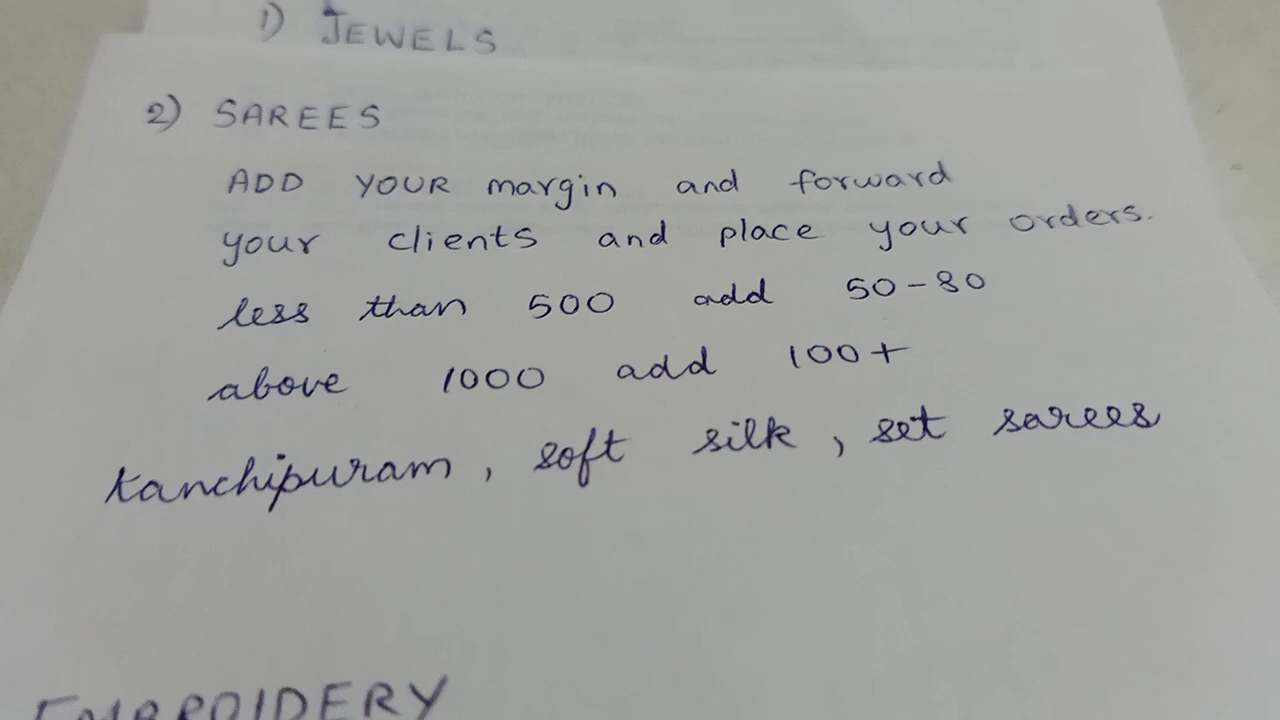 1) JEWELS
2) SAREES
ADD YOUR margin and forward
your clients and place your orders.
less than 500 add 50-80
above 1000 add 100+
kanchipuram, soft silk, set sarees
EMBROIDERY